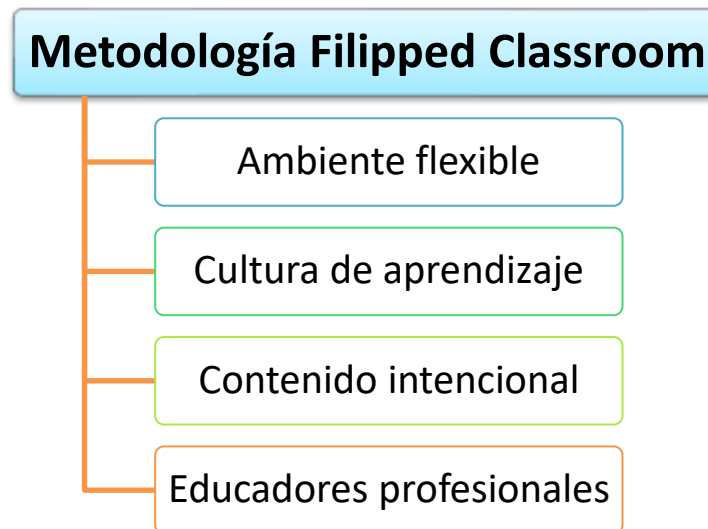 Metodología Filipped Classroom
Ambiente flexible
Cultura de aprendizaje
Contenido intencional
Educadores profesionales